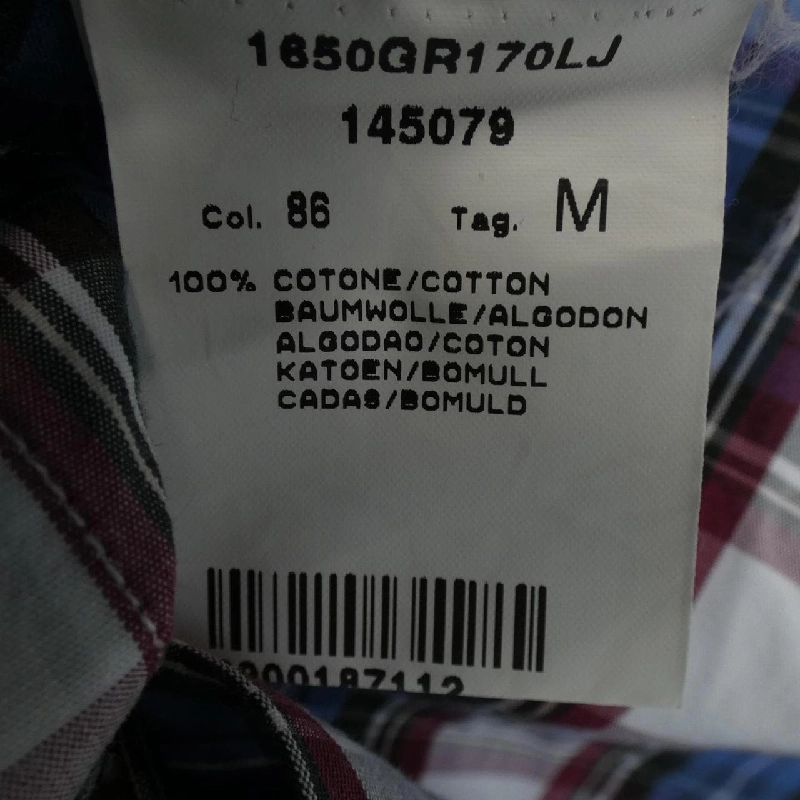 1650GR170LJ
145079
Col. 86 Tag. M
100% COTONE/COTTON
BAUMWOLLE/ALGODON
ALGODAO/COTON
KATOEN/BOMULL
CADAS/BOMULD